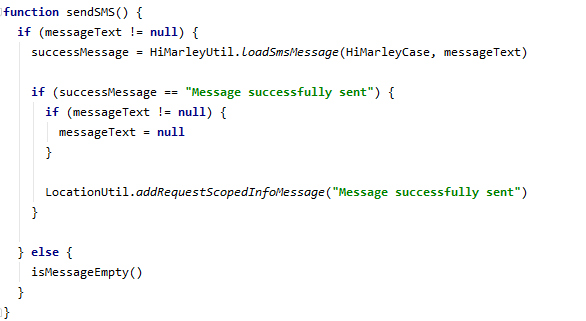 function sendSMS() {
if (messageText != null) {
successMessage = HiMarleyUtil.loadSmsMessage(HiMarleyCase, messageText)
if (successMessage == "Message successfully sent") {
if (messageText != null) {
messageText = null
}
LocationUtil.addRequestScopedInfoMessage("Message successfully sent")
}
} else {
isMessageEmpty()
}
}